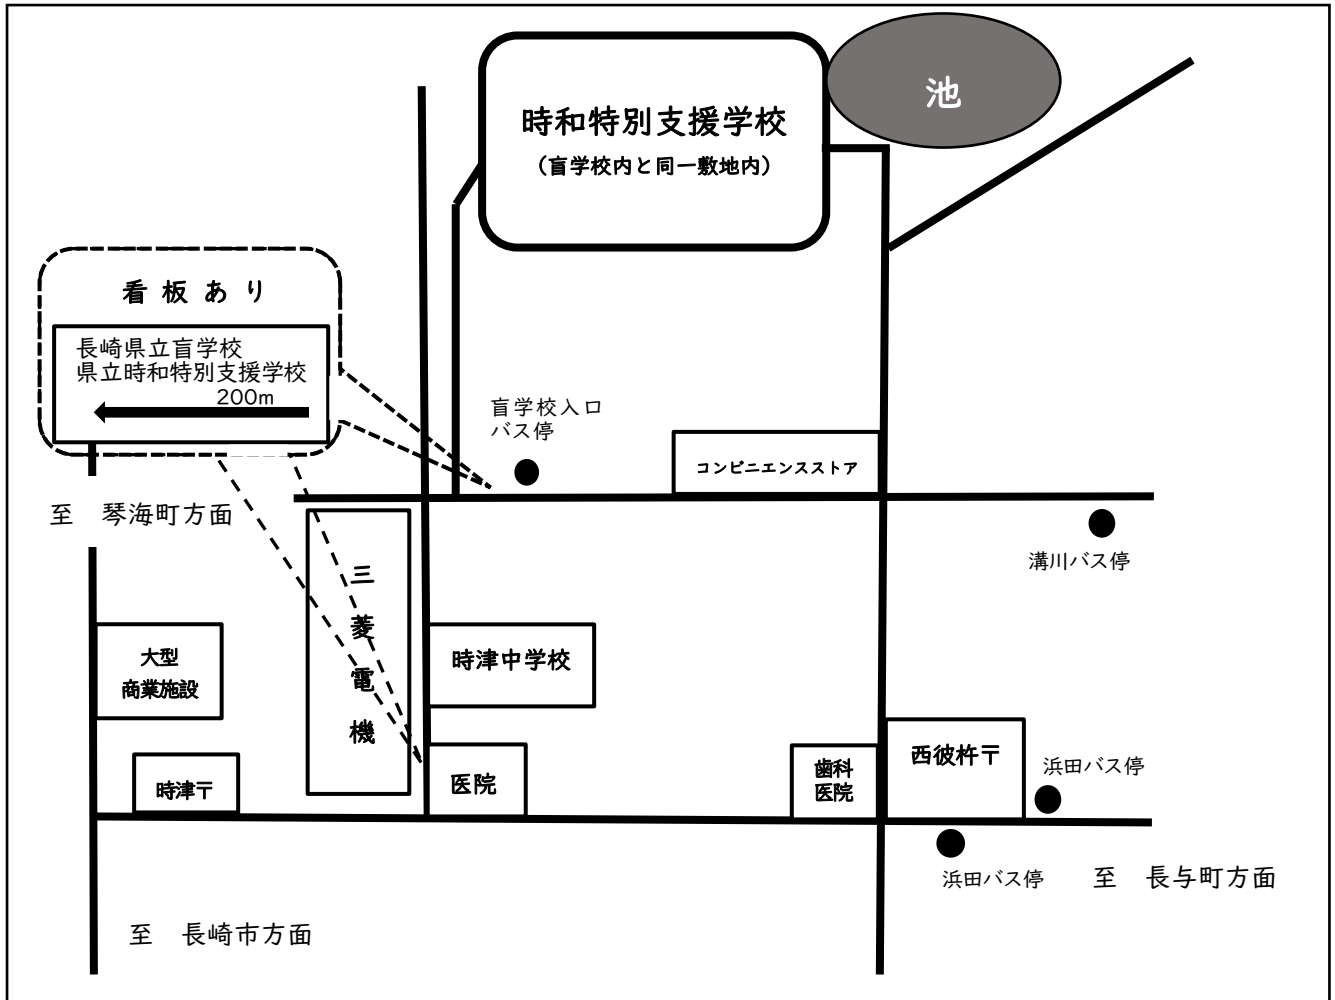 池
時和特別支援学校
（盲学校内と同一敷地内）
看板あり
長崎県立盲学校
県立時和特別支援学校
200m
盲学校入口
バス停
コンビニエンスストア
至　琴海町方面
溝川バス停
三菱電機
大型
商業施設
時津中学校
時津〒
医院
歯科
医院
西彼杵〒
浜田バス停
浜田バス停
至　長与町方面
至　長崎市方面